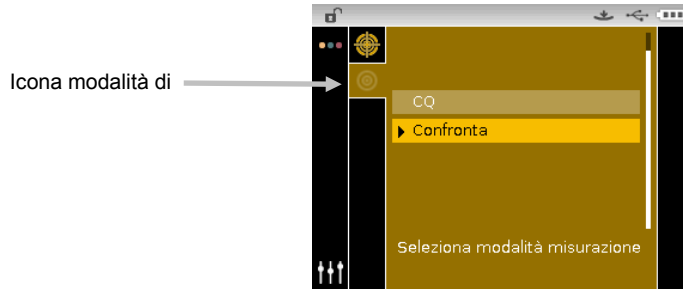 Icona modalità di
CQ
Confronta
Seleziona modalità misurazione